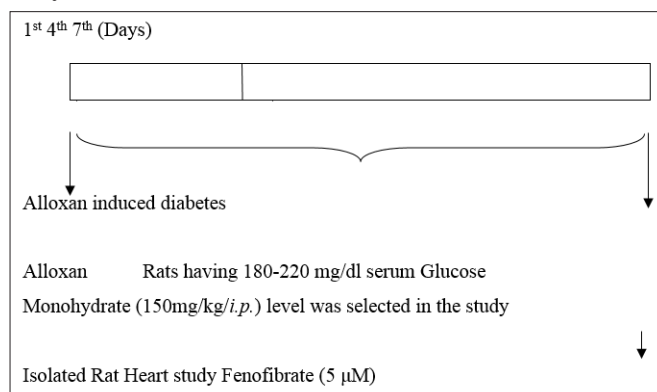 1st 4th 7th (Days)
Alloxan induced diabetes
Alloxan Rats having 180-220 mg/dl serum Glucose
Monohydrate (150mg/kg/i.p.) level was selected in the study
Isolated Rat Heart study Fenofibrate (5 μM)